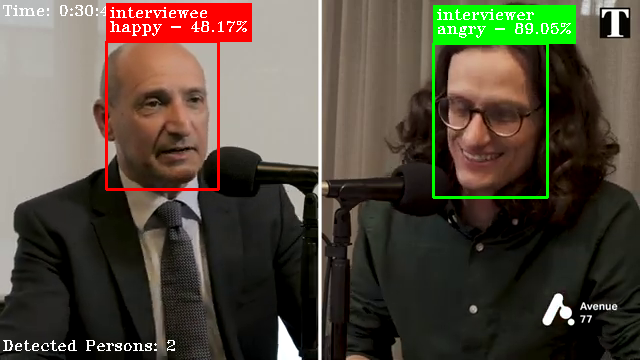 Time: 0:30:4
interviewee
happy - 48.17%
interviewer
angry - 89.05%
T
Avenue
77
Detected Persons: 2